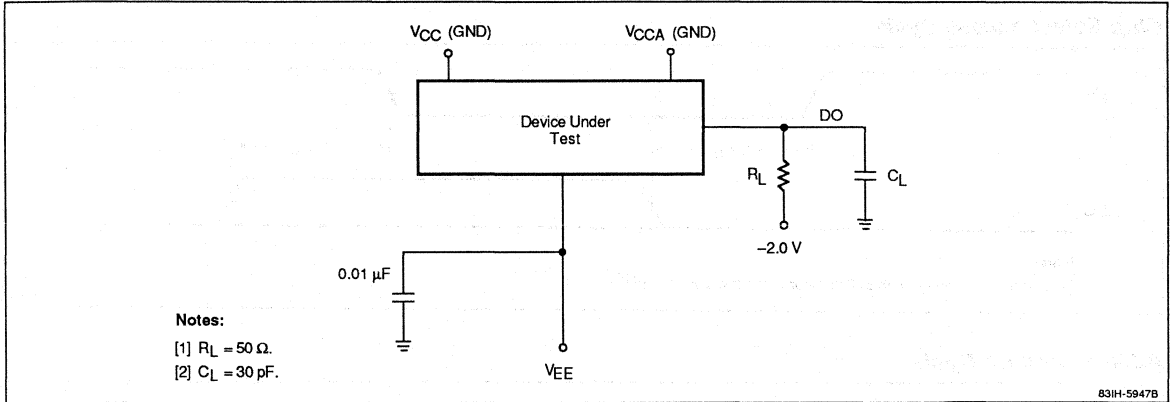 VCC (GND)
VCCA (GND)
Device Under
Test
DO
RL
CL
–2.0 V
0.01 µF
VEE
Notes:
[1] RL = 50 Ω.
[2] CL = 30 pF.
83IH-5947B